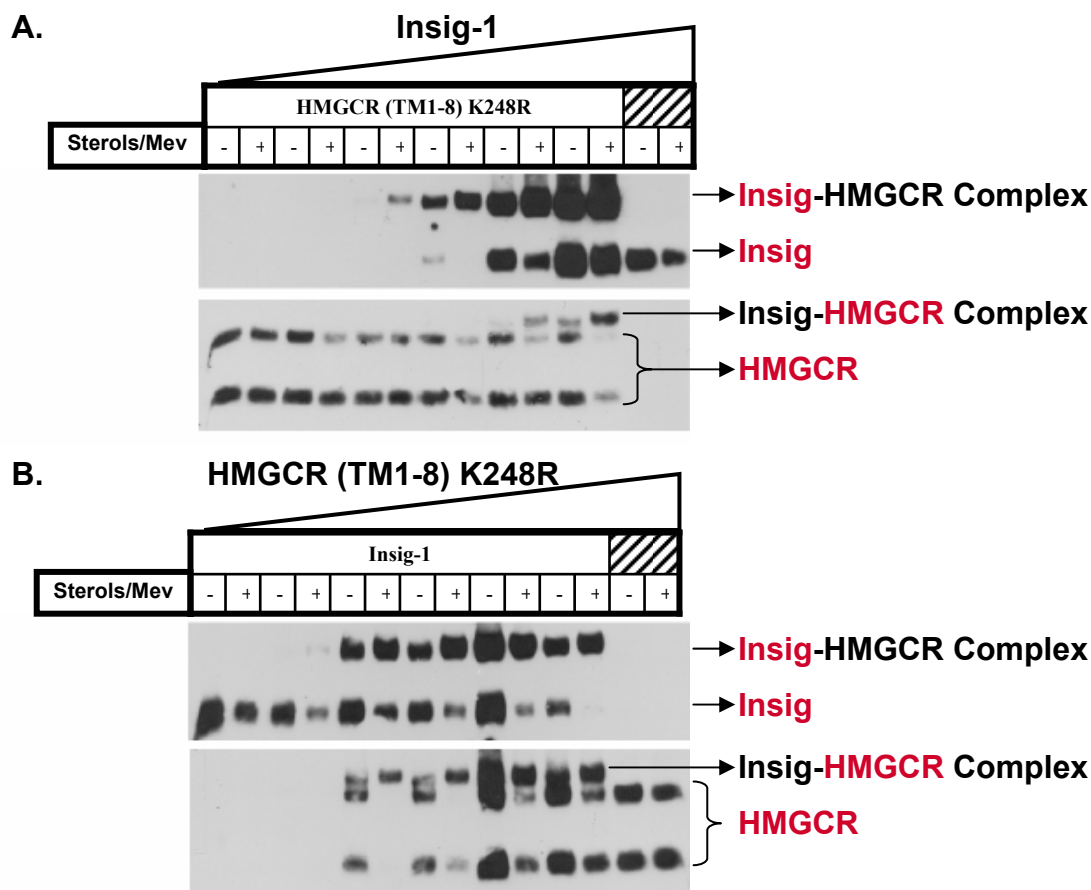 A.
Insig-1
HMGCR (TM1-8) K248R
Sterols/Mev - + - + - + - + - + - + - +
Insig-HMGCR Complex
Insig
Insig-HMGCR Complex
HMGCR
B.
HMGCR (TM1-8) K248R
Insig-1
Sterols/Mev - + - + - + - + - + - + - +
Insig-HMGCR Complex
Insig
Insig-HMGCR Complex
HMGCR